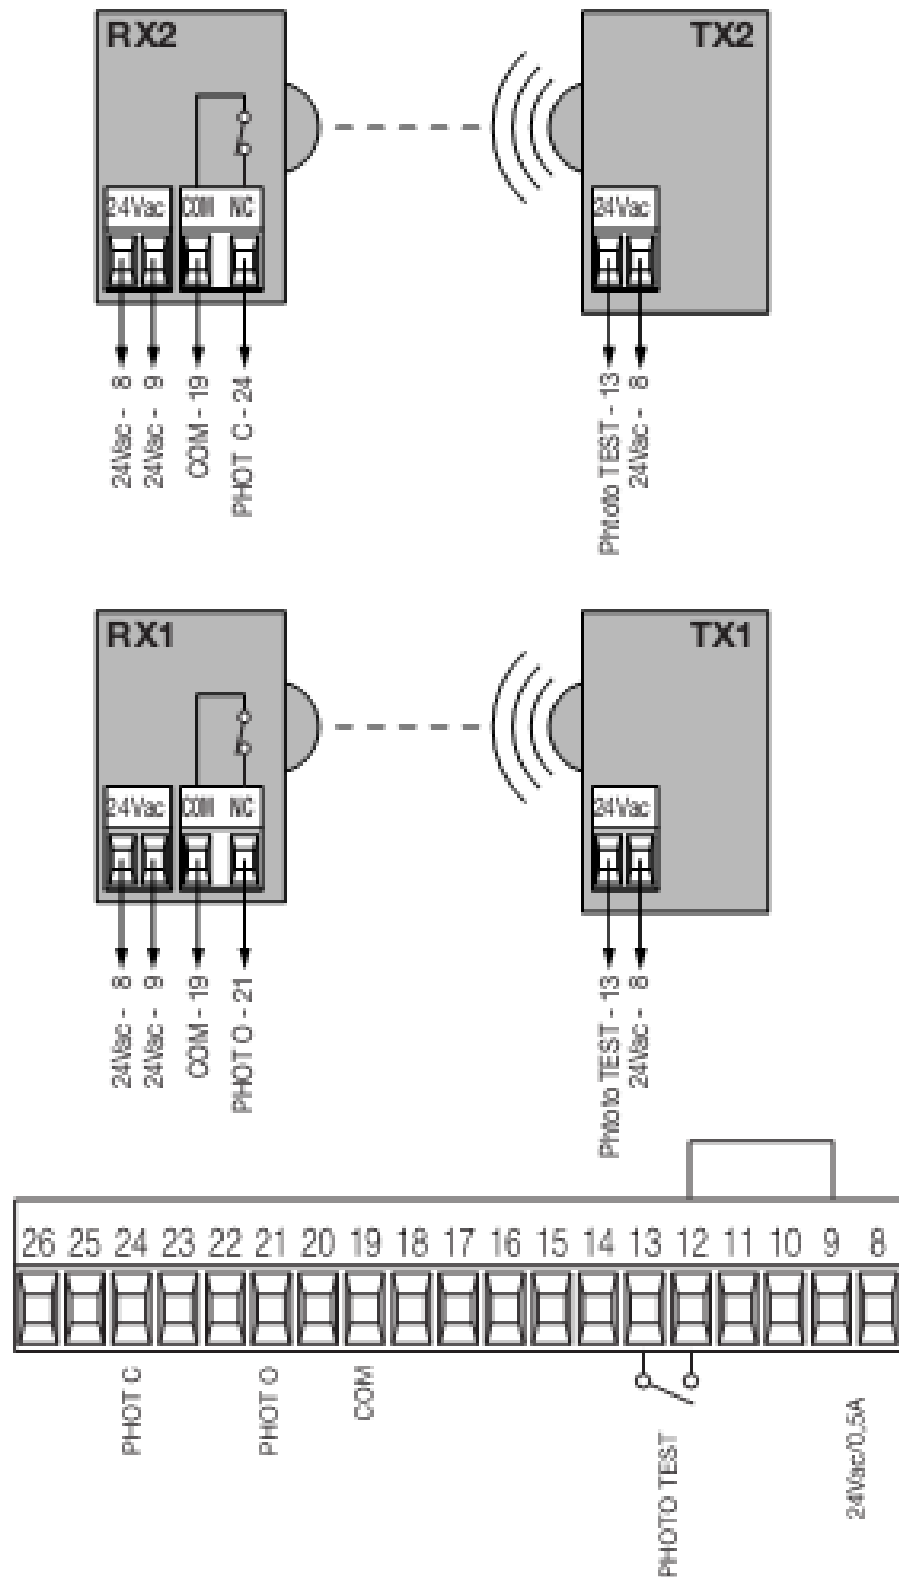 RX2
TX2
24Vac COM NC
24Vac
24Vac - 8
24Vac - 9
COM - 19
PHOT C - 24
Phtoto TEST - 13
24Vac - 8
RX1
TX1
24Vac COM NC
24Vac
24Vac - 8
24Vac - 9
COM - 19
PHOT O - 21
Phtoto TEST - 13
24Vac - 8
26 25 24 23 22 21 20 19 18 17 16 15 14 13 12 11 10 9 8
PHOT C
PHOT O
COM
PHOTO TEST
24Vac/0,5A